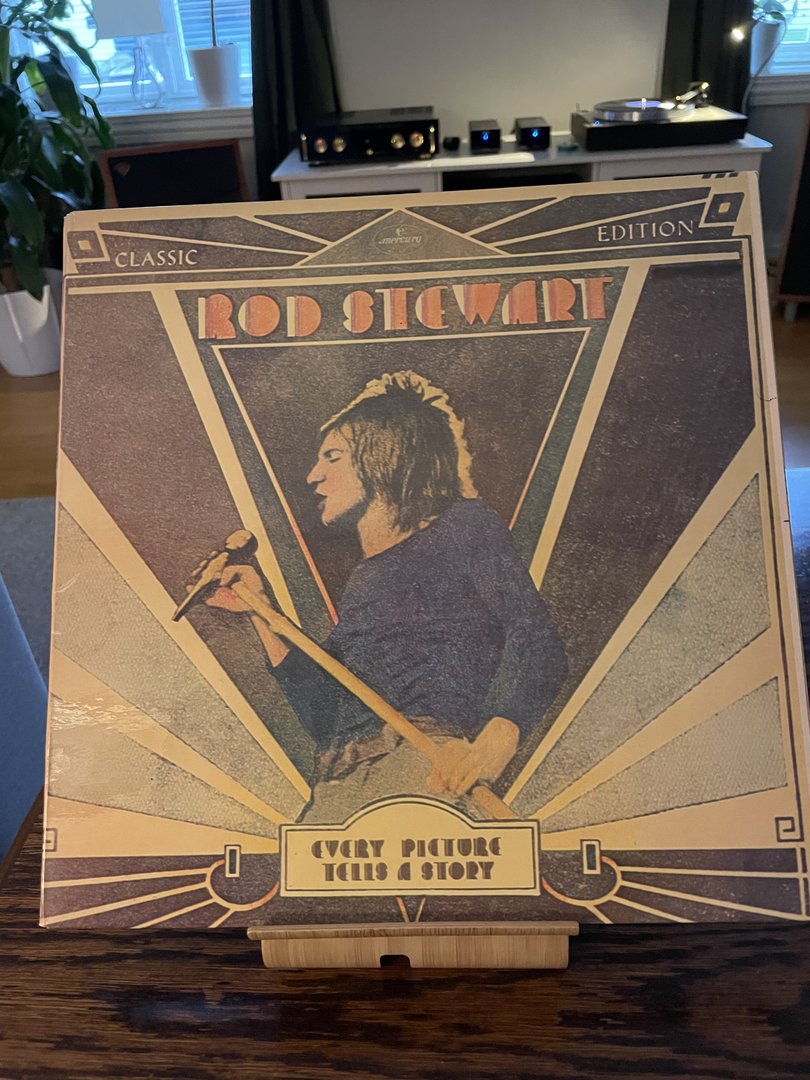 CLASSIC
mercury
EDITION
ROD STEWART
EVERY PICTURE
TELLS A STORY